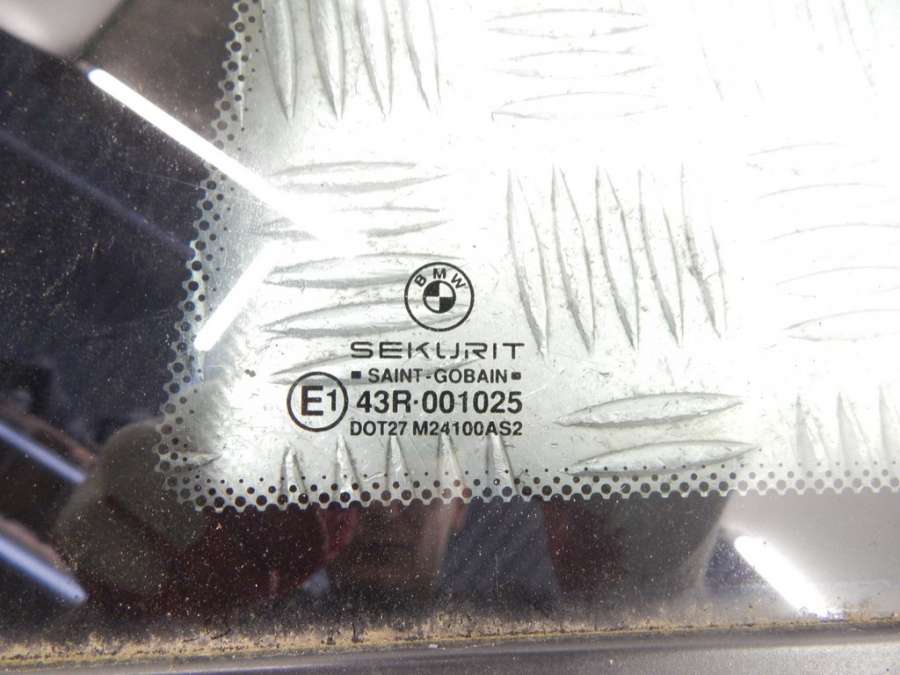 BMW
SEKURIT
SAINT-GOBAIN
E1 43R·001025
DOT27 M24100AS2